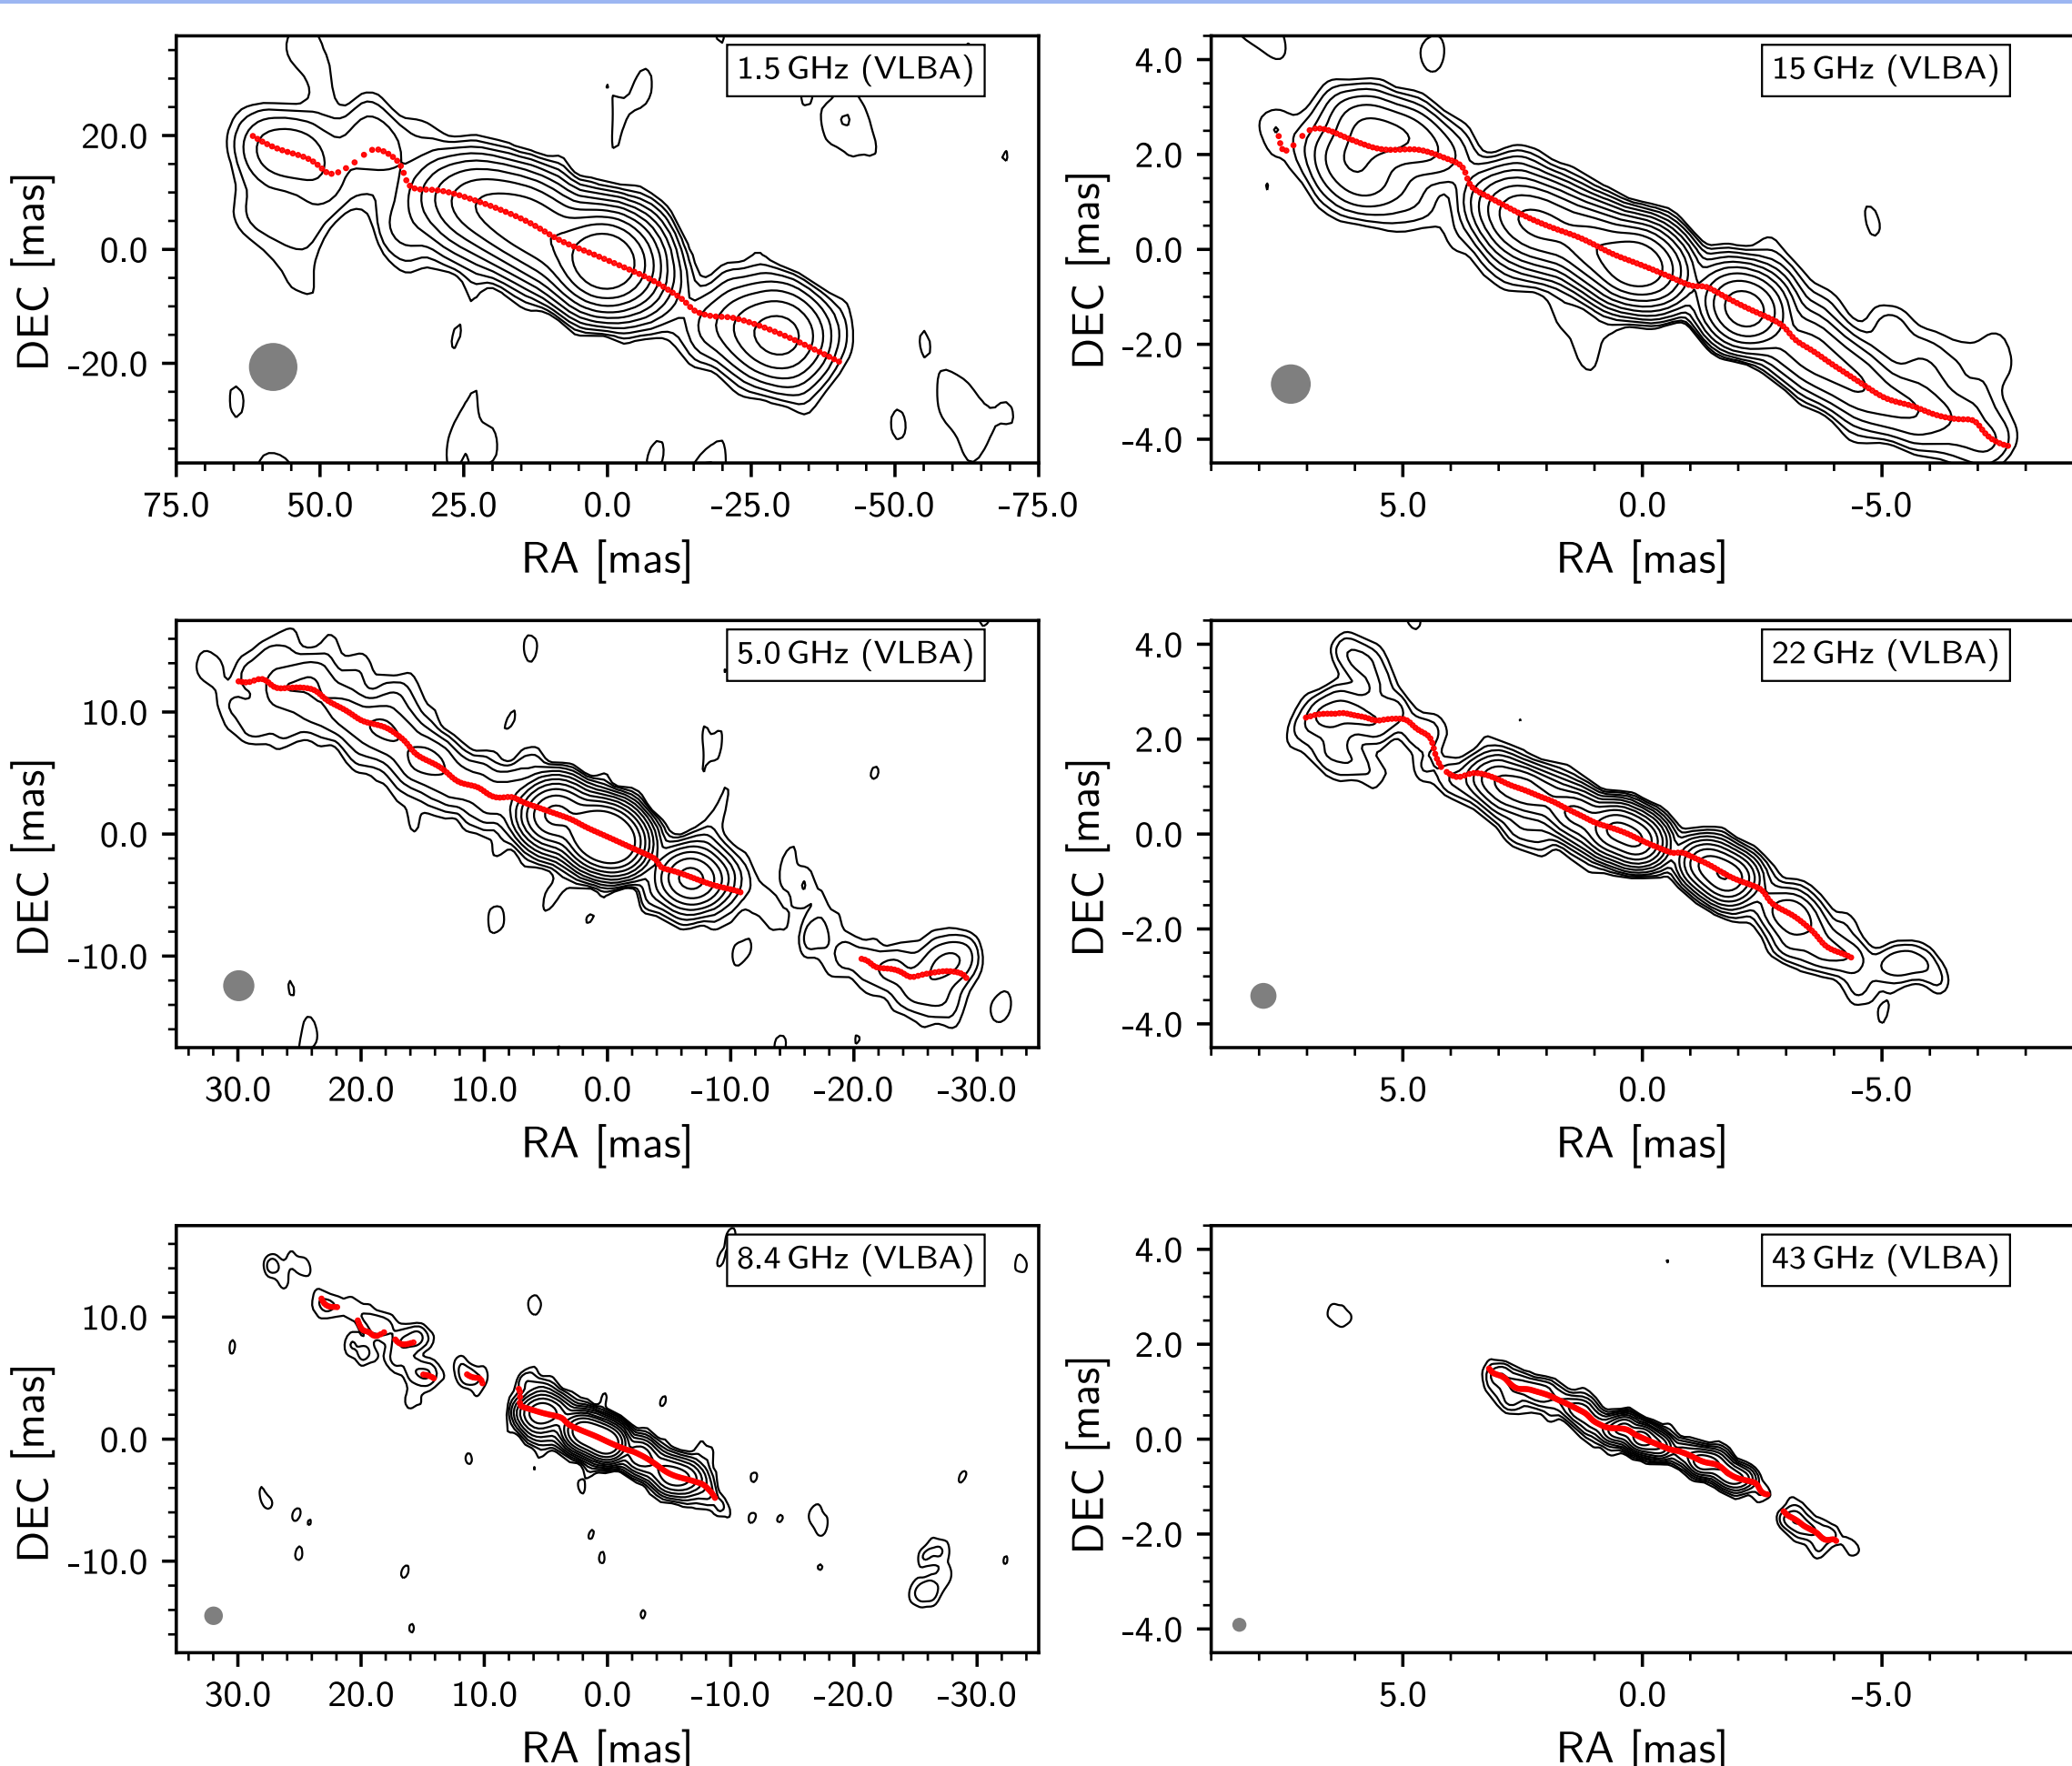 1.5 GHz (VLBA)
20.0
0.0
-20.0
DEC [mas]
75.0 50.0 25.0 0.0 -25.0 -50.0 -75.0
RA [mas]
15 GHz (VLBA)
4.0
2.0
0.0
-2.0
-4.0
DEC [mas]
5.0 0.0 -5.0
RA [mas]
5.0 GHz (VLBA)
10.0
0.0
-10.0
DEC [mas]
30.0 20.0 10.0 0.0 -10.0 -20.0 -30.0
RA [mas]
22 GHz (VLBA)
4.0
2.0
0.0
-2.0
-4.0
DEC [mas]
5.0 0.0 -5.0
RA [mas]
8.4 GHz (VLBA)
10.0
0.0
-10.0
DEC [mas]
30.0 20.0 10.0 0.0 -10.0 -20.0 -30.0
RA [mas]
43 GHz (VLBA)
4.0
2.0
0.0
-2.0
-4.0
DEC [mas]
5.0 0.0 -5.0
RA [mas]